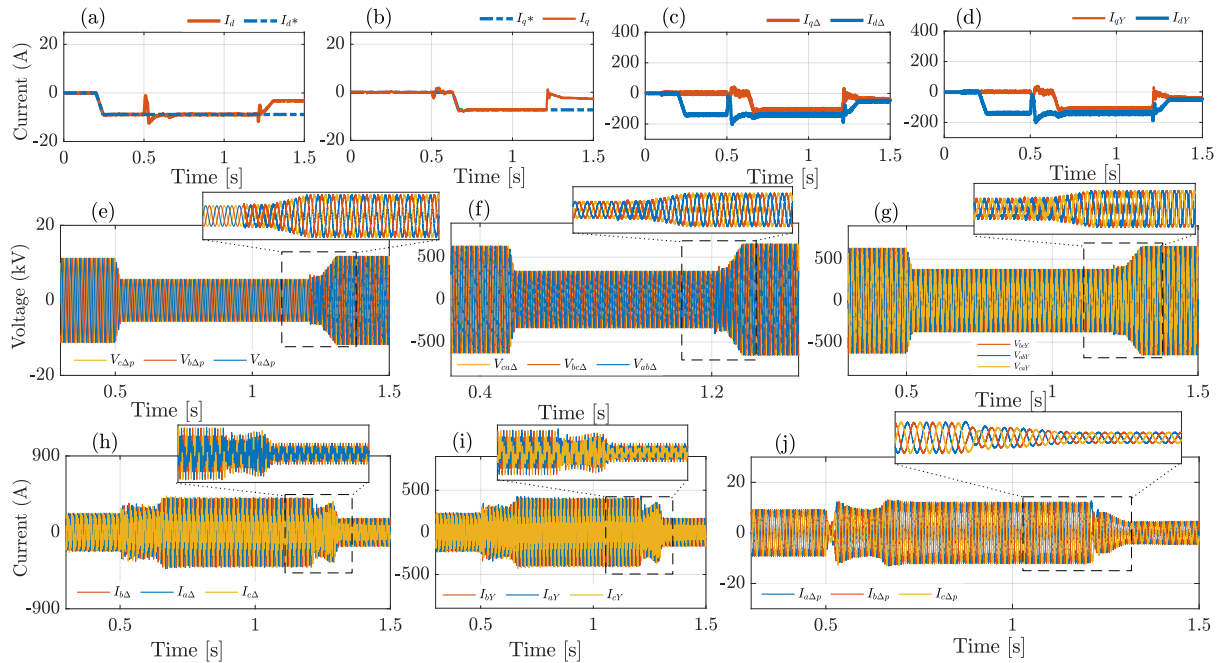 (a) I_d I_d*
(b) I_q* I_q
(c) I_qΔ I_dΔ
(d) I_qY I_dY
Current (A)
20
0
-20
0 0.5 1 1.5
Time [s]
20
0
-20
0 0.5 1 1.5
Time [s]
400
200
0
-200
0 0.5 1 1.5
Time [s]
400
200
0
-200
0 0.5 1 1.5
Time [s]
(e)
Voltage (kV)
20
0
-20
V_cΔp V_bΔp V_aΔp
0.5 1 1.5
Time [s]
(f)
500
0
-500
V_caΔ V_bcΔ V_abΔ
0.4 1.2
Time [s]
(g)
500
0
-500
V_abY
V_caY
0.5 1 1.5
Time [s]
(h)
Current (A)
900
0
-900
I_bΔ I_aΔ I_cΔ
0.5 1 1.5
Time [s]
(i)
500
0
-500
I_bY I_aY I_cY
0.5 1 1.5
Time [s]
(j)
30
0
-30
I_aΔp I_bΔp I_cΔp
0.5 1 1.5
Time [s]